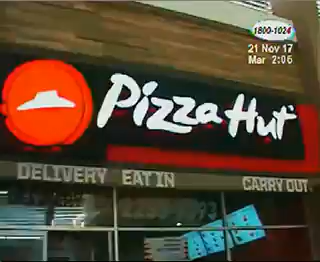 1800-1024
21 Nov 17
Mar 2:06
Pizza Hut
DELIVERY EAT IN CARRY OUT